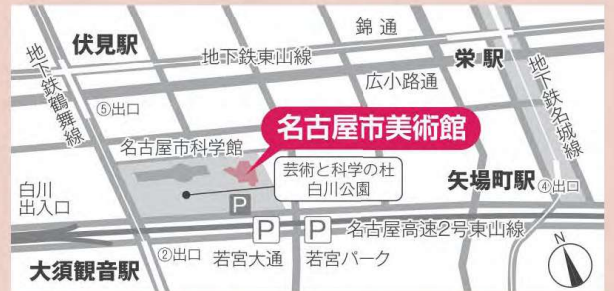 錦通
伏見駅
地下鉄東山線
栄駅
広小路通
地下鉄鶴舞線
地下鉄名城線
⑤出口
名古屋市美術館
名古屋市科学館
芸術と科学の杜
白川公園
矢場町駅
④出口
白川
出入口
P
P
P
名古屋高速2号東山線
②出口
若宮大通
若宮パーク
大須観音駅
N